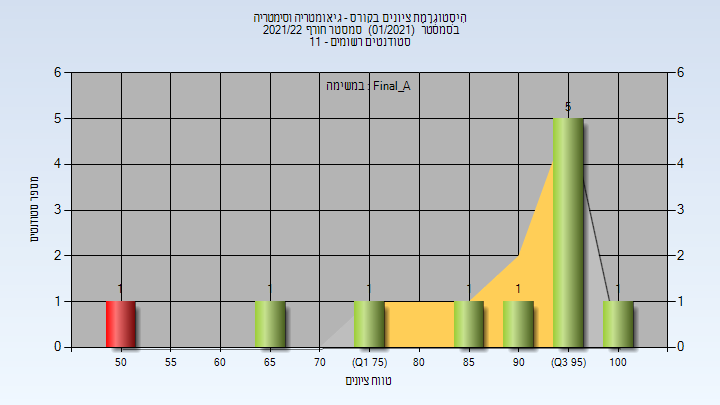 הִיסְטוֹגְרָמַת ציונים בקורס - גיאומטריה וסימטריה
בסמסטר (01/2021) סמסטר חורף 2021/22
סטודנטים רשומים - 11
במשימה : Final_A
מספר סטודנטים
6 6
5 5
4 4
3 3
2 2
1 1
0 0
1 1 1 1 1 5 1
50 55 60 65 70 (Q1 75) 80 85 90 (Q3 95) 100
טווח ציונים